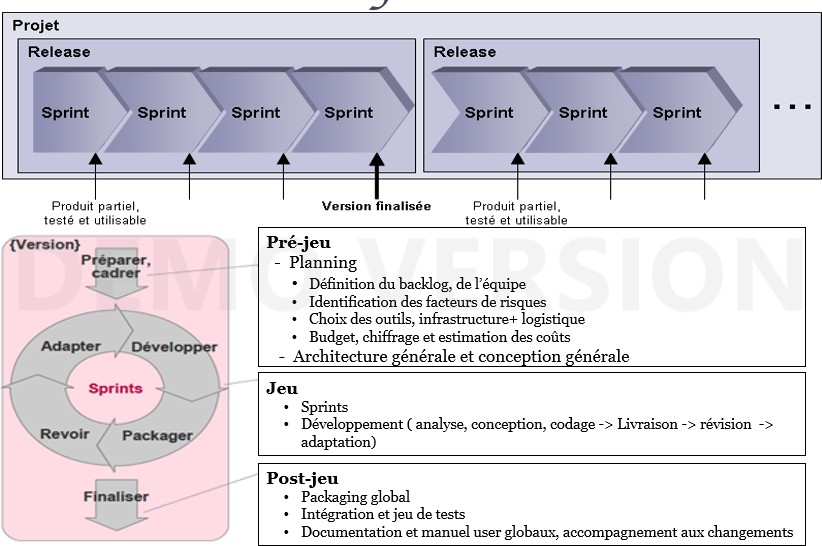 Projet
Release
Release
Sprint
Sprint
Sprint
Sprint
Sprint
Sprint
Sprint
...
Produit partiel,
testé et utilisable
Version finalisée
Produit partiel,
testé et utilisable
{Version}
Préparer,
cadrer
Adapter
Développer
Sprints
Revoir
Packager
Finaliser
DEMO VERSION
Pré-jeu
- Planning
• Définition du backlog, de l'équipe
• Identification des facteurs de risques
• Choix des outils, infrastructure+ logistique
• Budget, chiffrage et estimation des coûts
- Architecture générale et conception générale
Jeu
• Sprints
• Développement ( analyse, conception, codage -> Livraison -> révision ->
adaptation)
Post-jeu
• Packaging global
• Intégration et jeu de tests
• Documentation et manuel user globaux, accompagnement aux changements